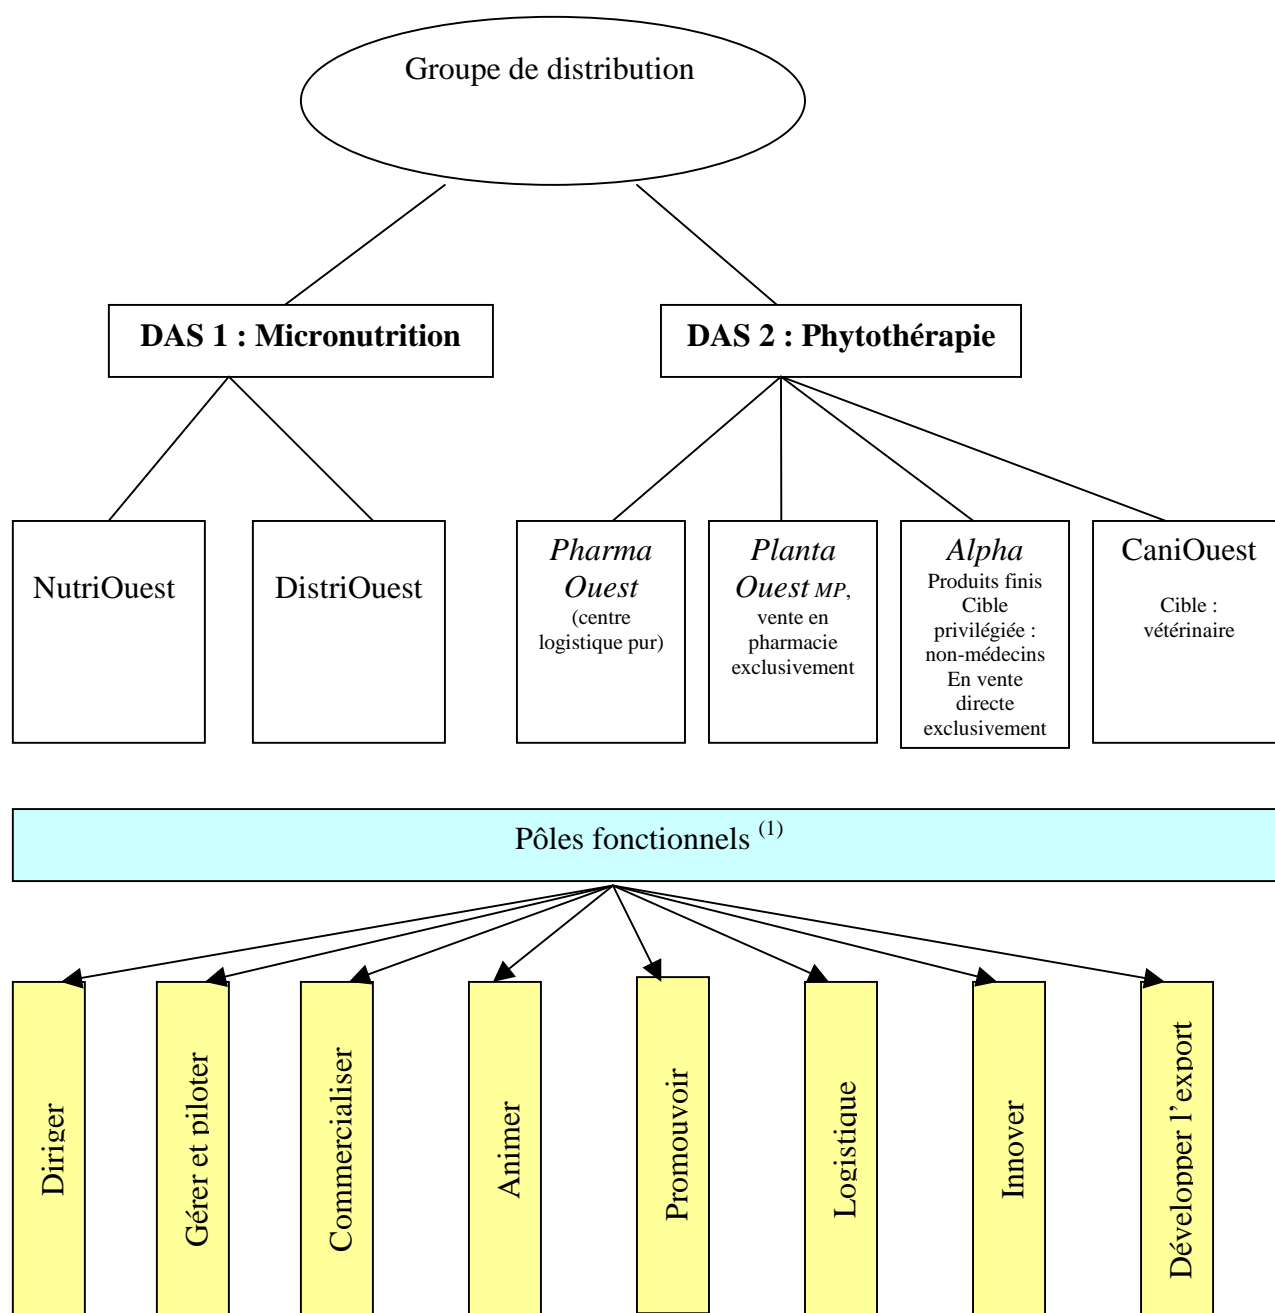 Groupe de distribution
DAS 1 : Micronutrition
DAS 2 : Phytothérapie
NutriOuest
DistriOuest
Pharma
Ouest
(centre
logistique pur)
Planta
Ouest MP,
vente en
pharmacie
exclusivement
Alpha
Produits finis
Cible
privilégiée :
non-médecins
En vente
directe
exclusivement
CaniOuest
Cible :
vétérinaire
Pôles fonctionnels (1)
Diriger
Gérer et piloter
Commercialiser
Animer
Promouvoir
Logistique
Innover
Développer l’export